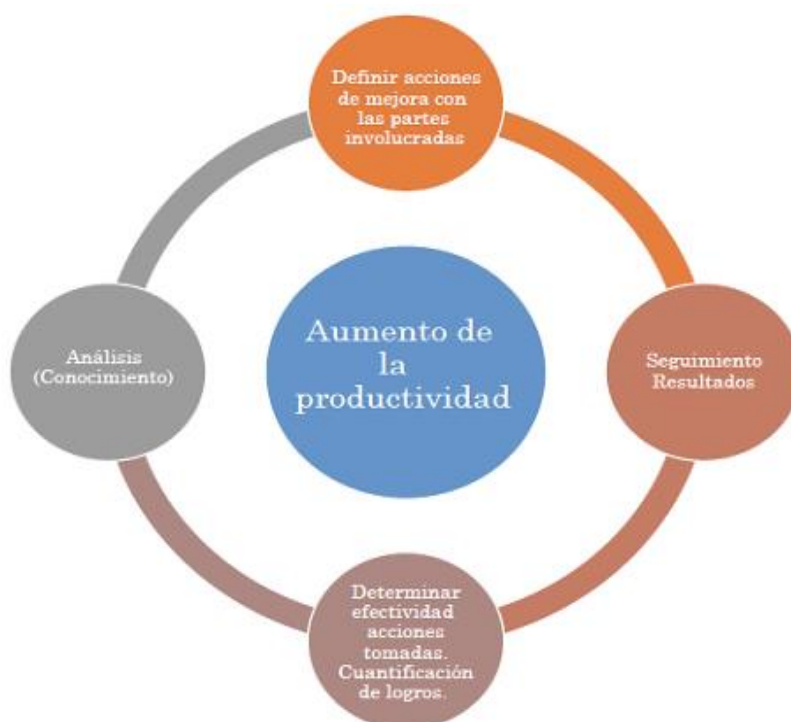 Definir acciones
de mejora con
las partes
involucradas
Aumento de
la
productividad
Análisis
(Conocimiento)
Seguimiento
Resultados
Determinar
efectividad
acciones
tomadas.
Cuantificación
de logros.